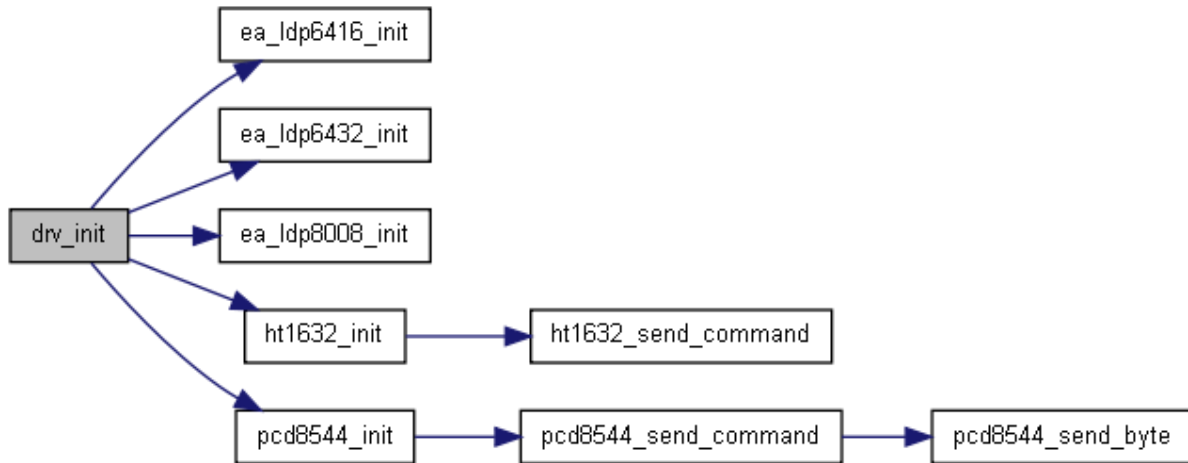 ea_ldp6416_init
ea_ldp6432_init
drv_init
ea_ldp8008_init
ht1632_init
ht1632_send_command
pcd8544_init
pcd8544_send_command
pcd8544_send_byte